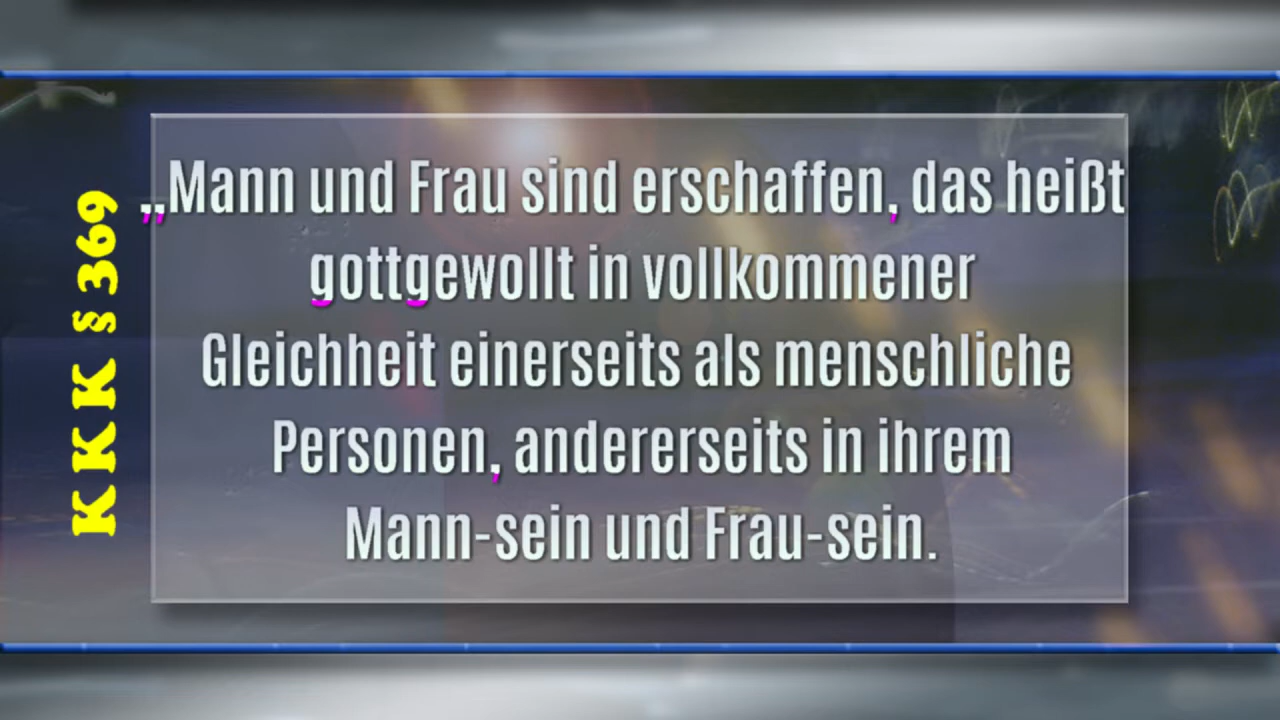 KKK § 369
„Mann und Frau sind erschaffen, das heißt
gottgewollt in vollkommener
Gleichheit einerseits als menschliche
Personen, andererseits in ihrem
Mann-sein und Frau-sein.